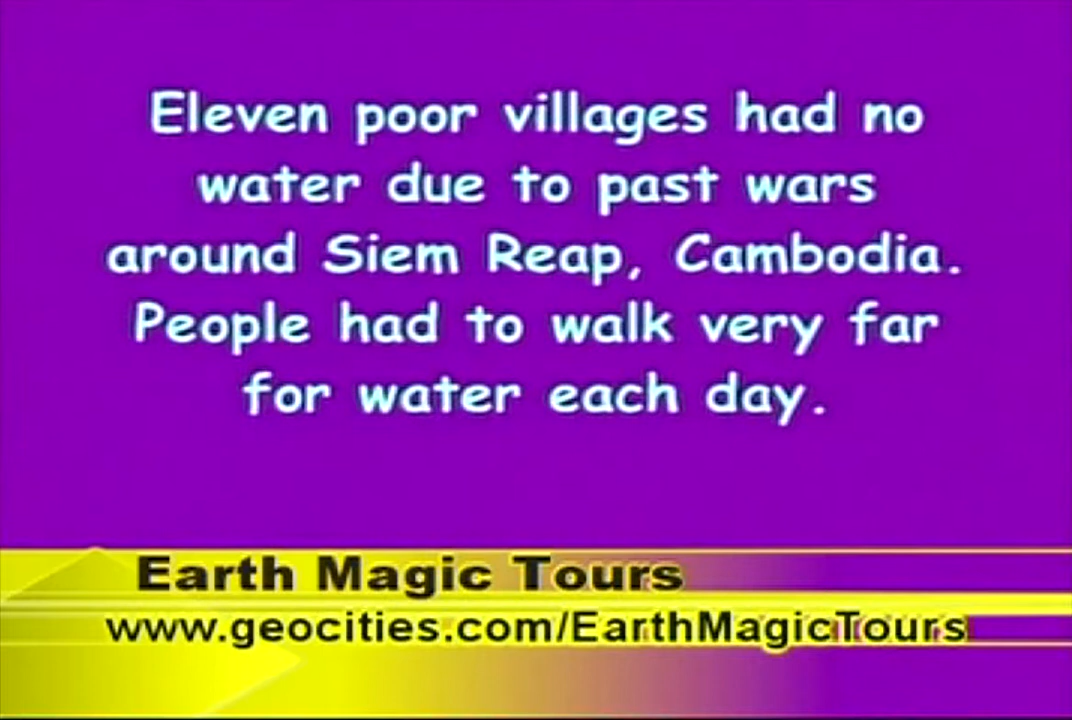 Eleven poor villages had no
water due to past wars
around Siem Reap, Cambodia.
People had to walk very far
for water each day.
Earth Magic Tours
www.geocities.com/EarthMagicTours